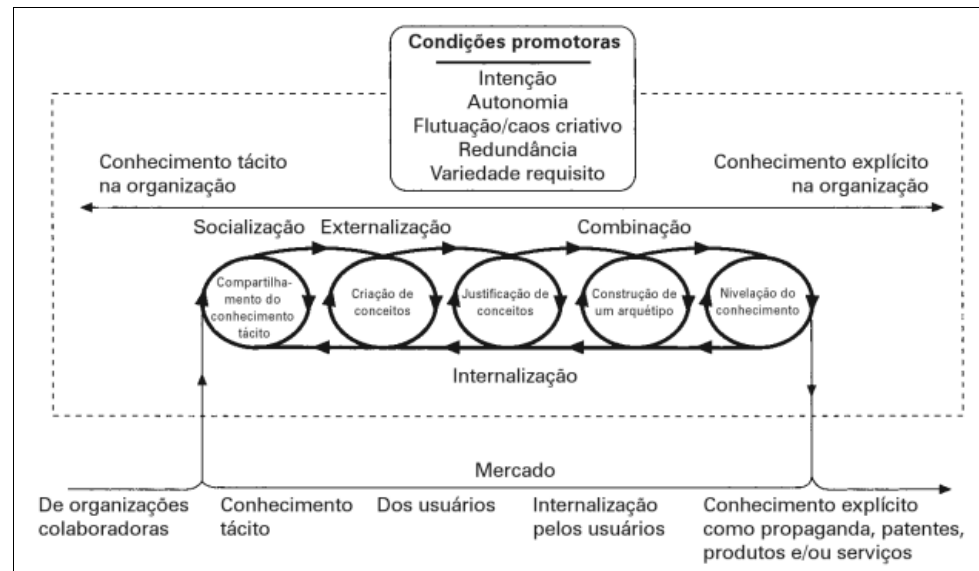 Condições promotoras
Intenção
Autonomia
Flutuação/caos criativo
Redundância
Variedade requisito
Conhecimento tácito
na organização
Conhecimento explícito
na organização
Socialização
Externalização
Combinação
Compartilha-
mento do
conhecimento
tácito
Criação de
conceitos
Justificação de
conceitos
Construção de
um arquétipo
Nivelação do
conhecimento
Internalização
Mercado
De organizações
colaboradoras
Conhecimento
tácito
Dos usuários
Internalização
pelos usuários
Conhecimento explícito
como propaganda, patentes,
produtos e/ou serviços